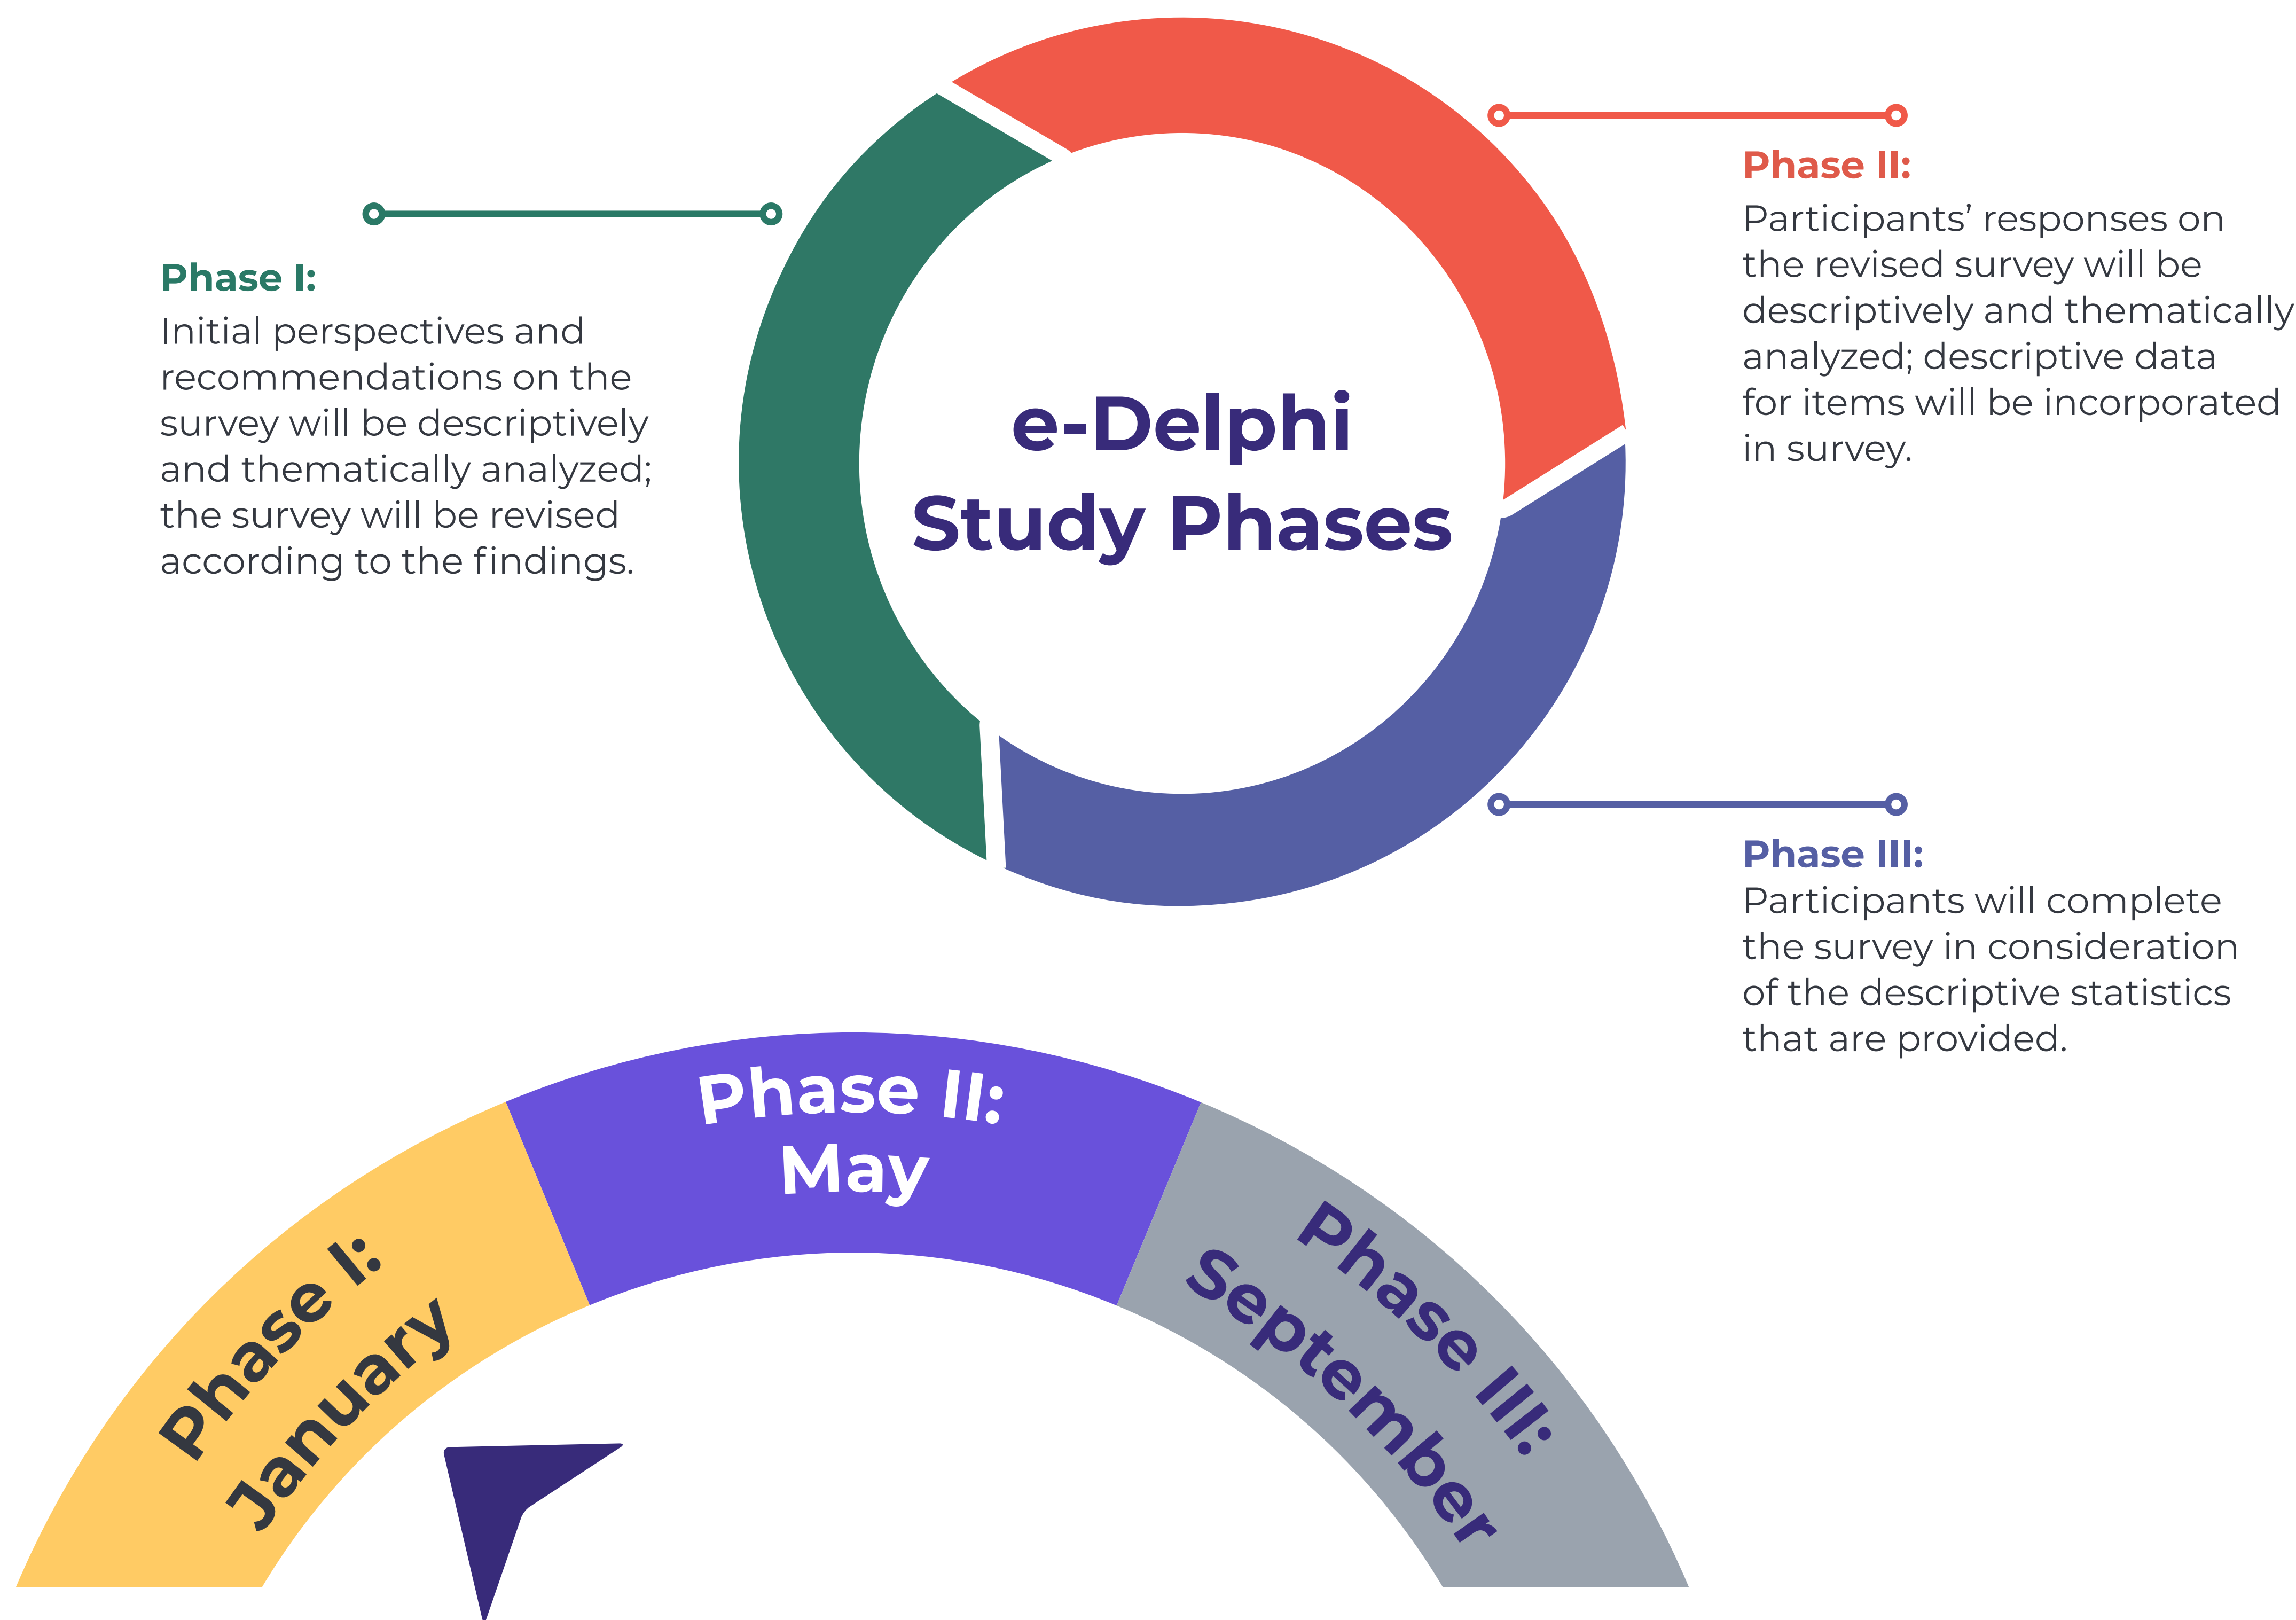 e-Delphi
Study Phases
Phase I:
Initial perspectives and
recommendations on the
survey will be descriptively
and thematically analyzed;
the survey will be revised
according to the findings.
Phase II:
Participants’ responses on
the revised survey will be
descriptively and thematically
analyzed; descriptive data
for items will be incorporated
in survey.
Phase III:
Participants will complete
the survey in consideration
of the descriptive statistics
that are provided.
Phase I:
January
Phase II:
May
Phase III:
September